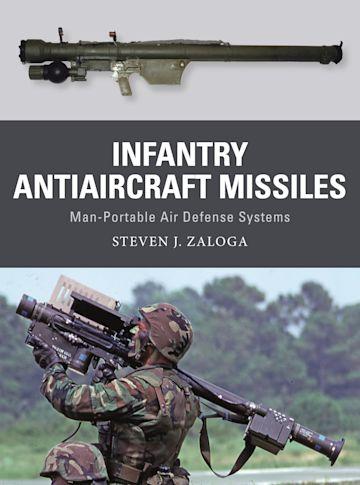 INFANTRY
ANTIAIRCRAFT MISSILES
Man-Portable Air Defense Systems
STEVEN J. ZALOGA